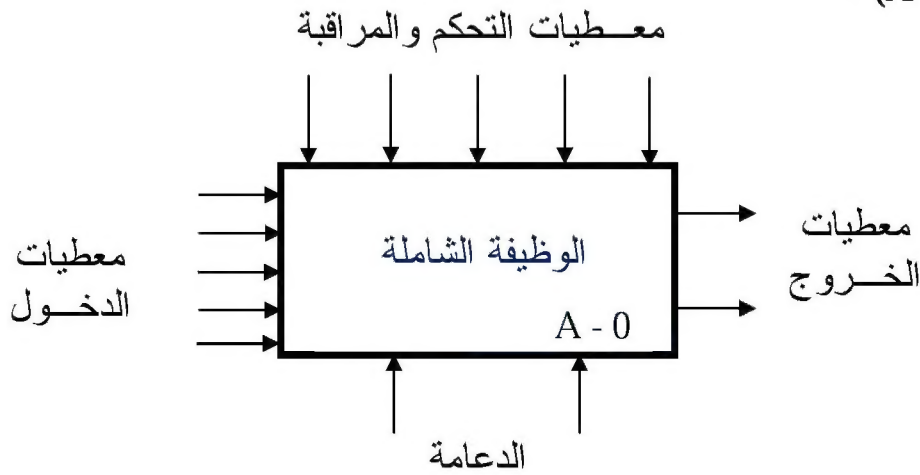 معـــطيات التحكم والمراقبة
معطيات
الدخـــول
الوظيفة الشاملة
A - 0
معطيات
الخـــروج
الدعامة